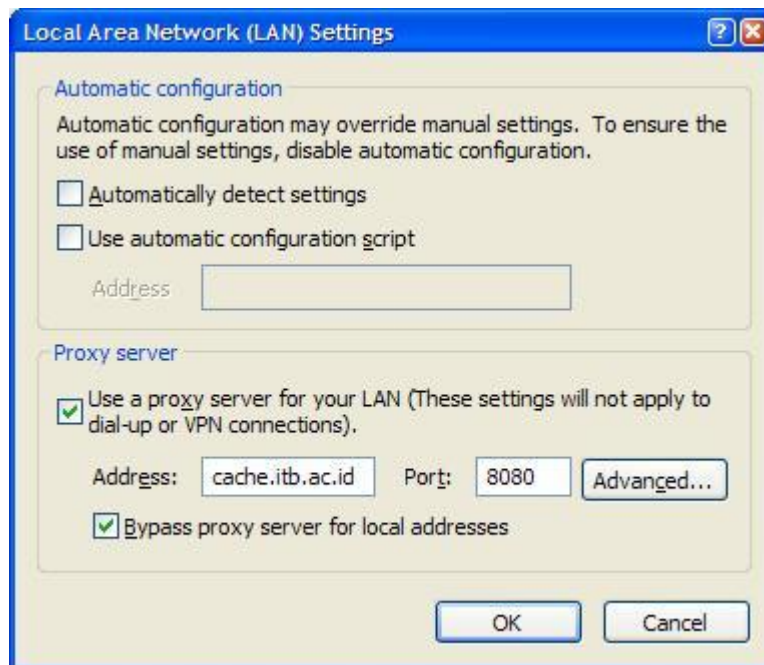 Local Area Network (LAN) Settings
Automatic configuration
Automatic configuration may override manual settings. To ensure the
use of manual settings, disable automatic configuration.
Automatically detect settings
Use automatic configuration script
Address
Proxy server
Use a proxy server for your LAN (These settings will not apply to
dial-up or VPN connections).
Address: cache.itb.ac.id Port: 8080 Advanced...
Bypass proxy server for local addresses
OK Cancel